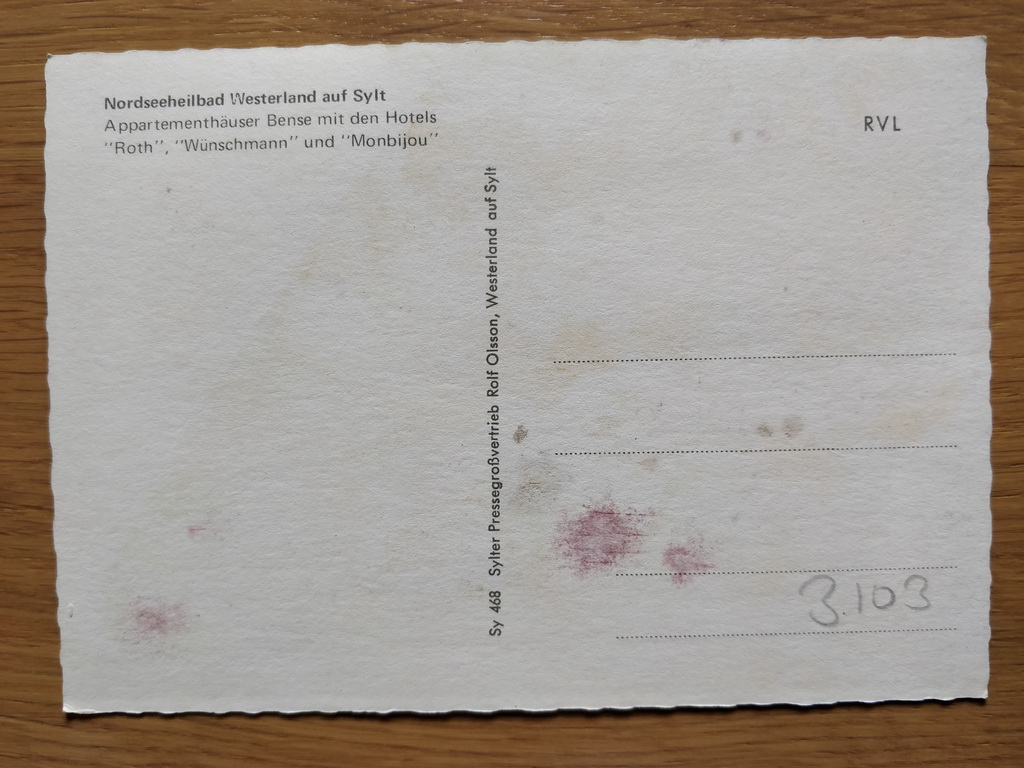 Nordseeheilbad Westerland auf Sylt
Appartementhäuser Bense mit den Hotels
"Roth", "Wünschmann" und "Monbijou"
RVL
Sy 468 Sylter Pressegroßvertrieb Rolf Olsson, Westerland auf Sylt
3.103